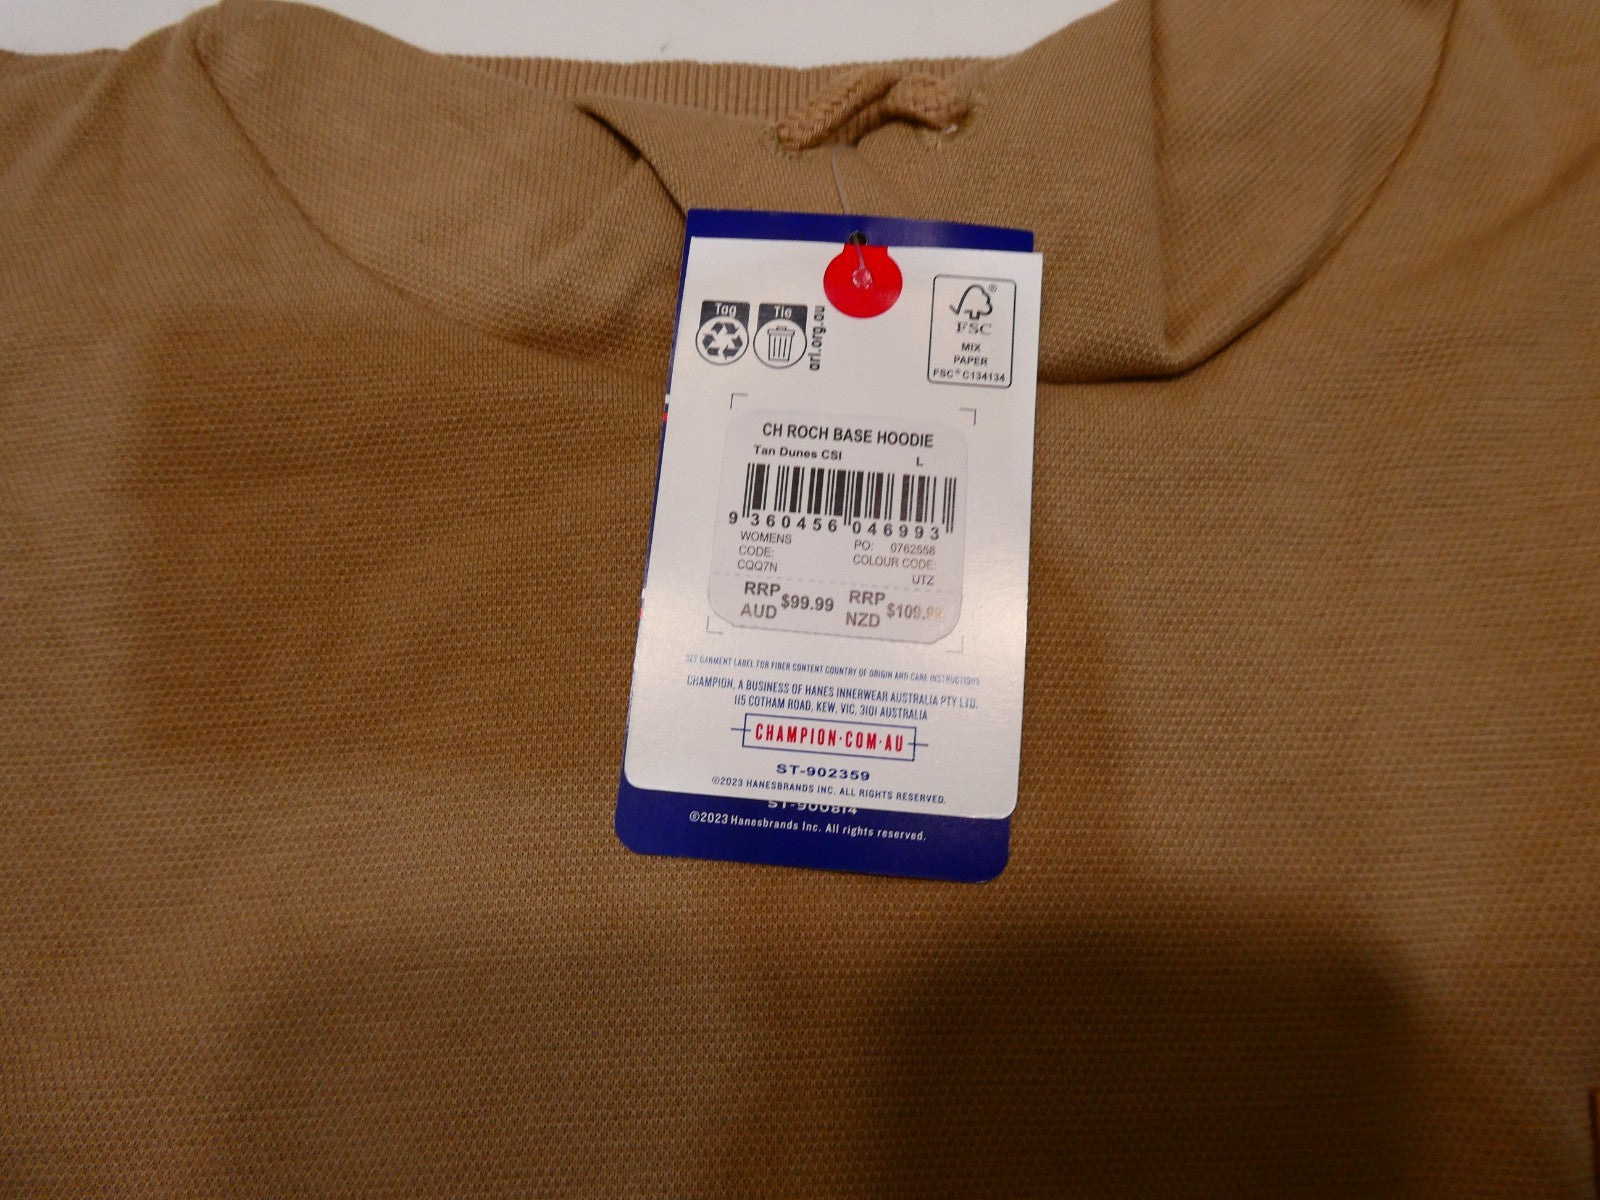 Tag Tie
arl.org.au
FSC®
MIX
PAPER
FSC® C134134
CH ROCH BASE HOODIE
Tan Dunes CSI L
9 360456 046993
WOMENS
CODE:
CQQ7N
PO: 0762558
COLOUR CODE:
UTZ
RRP AUD $99.99
RRP NZD $109.99
SEE GARMENT LABEL FOR FIBER CONTENT COUNTRY OF ORIGIN AND CARE INSTRUCTIONS
CHAMPION, A BUSINESS OF HANES INNERWEAR AUSTRALIA PTY LTD,
115 COTHAM ROAD, KEW, VIC, 3101 AUSTRALIA
CHAMPION·COM·AU
ST-902359
©2023 HANESBRANDS INC. ALL RIGHTS RESERVED.
ST-900814
©2023 Hanesbrands Inc. All rights reserved.